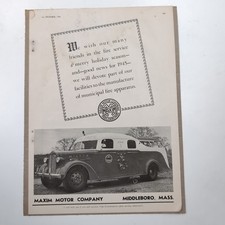 We wish our many
friends in the fire service
a merry holiday season—
and—good news for 1945—
we will devote part of our
facilities to the manufacture
of municipal fire apparatus.
MAXIM MOTOR COMPANY MIDDLEBORO, MASS.